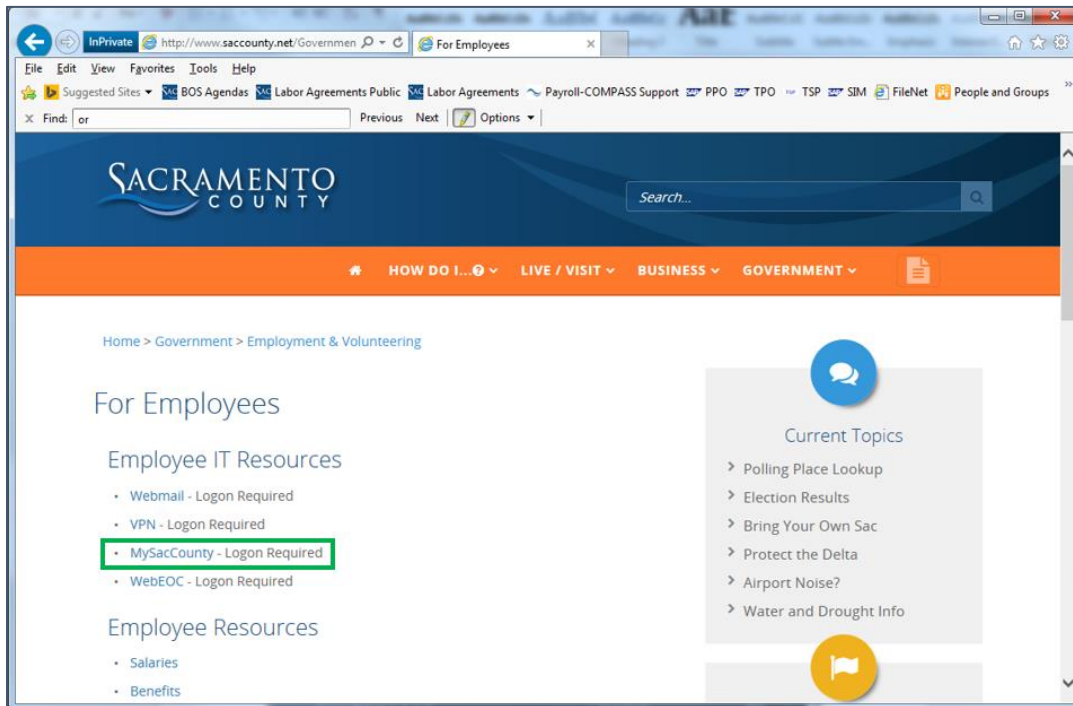 InPrivate http://www.saccounty.net/Governmen For Employees
File Edit View Favorites Tools Help
Suggested Sites BOS Agendas Labor Agreements Public Labor Agreements Payroll-COMPASS Support PPO TPO TSP SIM FileNet People and Groups »
x Find: or Previous Next Options
SACRAMENTO
COUNTY
Search...
HOW DO I...? LIVE / VISIT BUSINESS GOVERNMENT
Home > Government > Employment & Volunteering
For Employees
Employee IT Resources
• Webmail - Logon Required
• VPN - Logon Required
• MySacCounty - Logon Required
• WebEOC - Logon Required
Employee Resources
• Salaries
• Benefits
Current Topics
> Polling Place Lookup
> Election Results
> Bring Your Own Sac
> Protect the Delta
> Airport Noise?
> Water and Drought Info